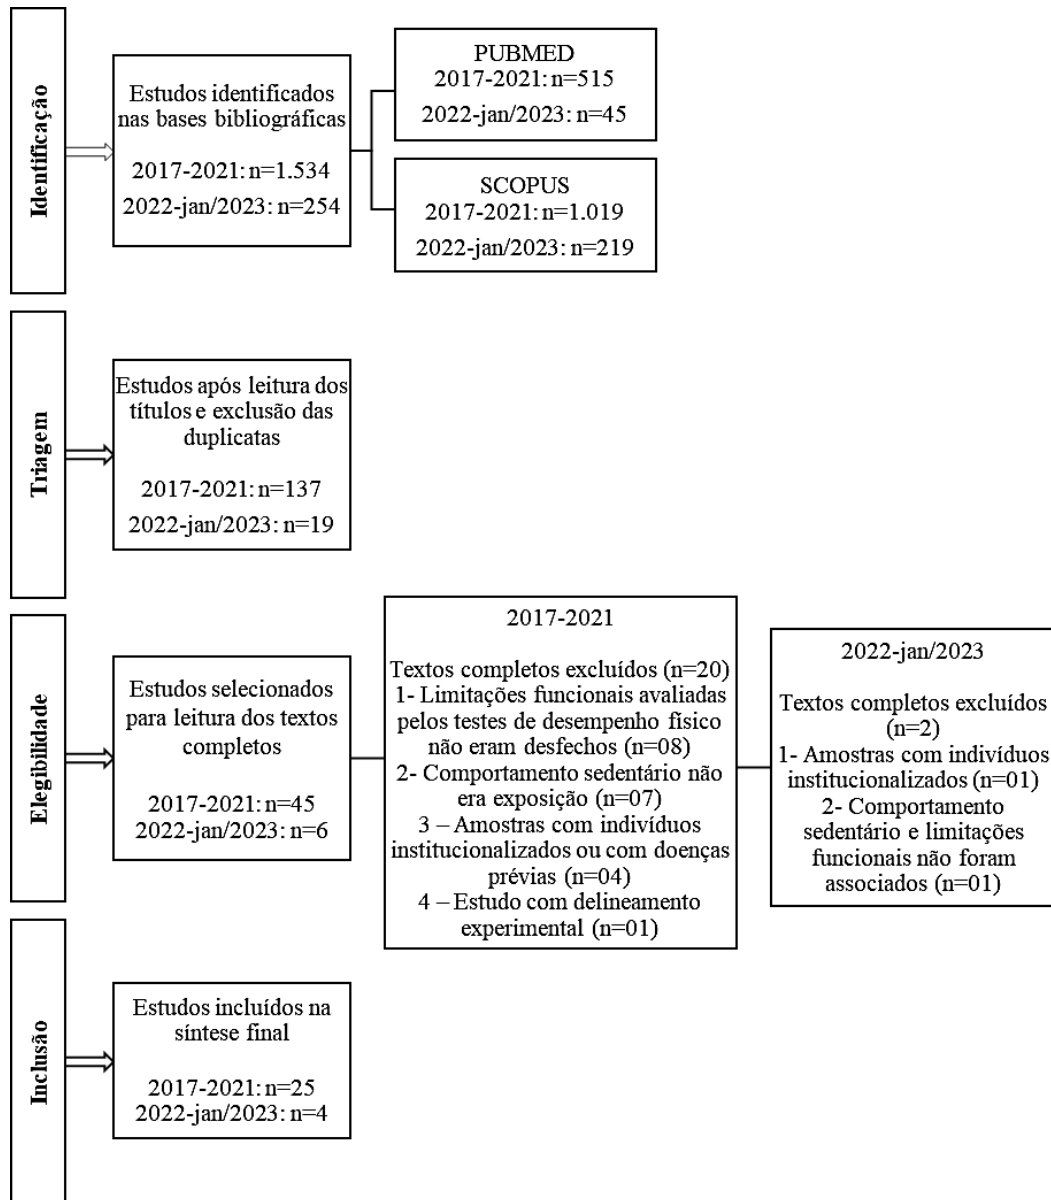 Identificação
Estudos identificados
nas bases bibliográficas
2017-2021: n=1.534
2022-jan/2023: n=254
PUBMED
2017-2021: n=515
2022-jan/2023: n=45
SCOPUS
2017-2021: n=1.019
2022-jan/2023: n=219
Triagem
Estudos após leitura dos
títulos e exclusão das
duplicatas
2017-2021: n=137
2022-jan/2023: n=19
Elegibilidade
Estudos selecionados
para leitura dos textos
completos
2017-2021: n=45
2022-jan/2023: n=6
2017-2021
Textos completos excluídos (n=20)
1- Limitações funcionais avaliadas
pelos testes de desempenho físico
não eram desfechos (n=08)
2- Comportamento sedentário não
era exposição (n=07)
3 – Amostras com indivíduos
institucionalizados ou com doenças
prévias (n=04)
4 – Estudo com delineamento
experimental (n=01)
2022-jan/2023
Textos completos excluídos
(n=2)
1- Amostras com indivíduos
institucionalizados (n=01)
2- Comportamento
sedentário e limitações
funcionais não foram
associados (n=01)
Inclusão
Estudos incluídos na
síntese final
2017-2021: n=25
2022-jan/2023: n=4